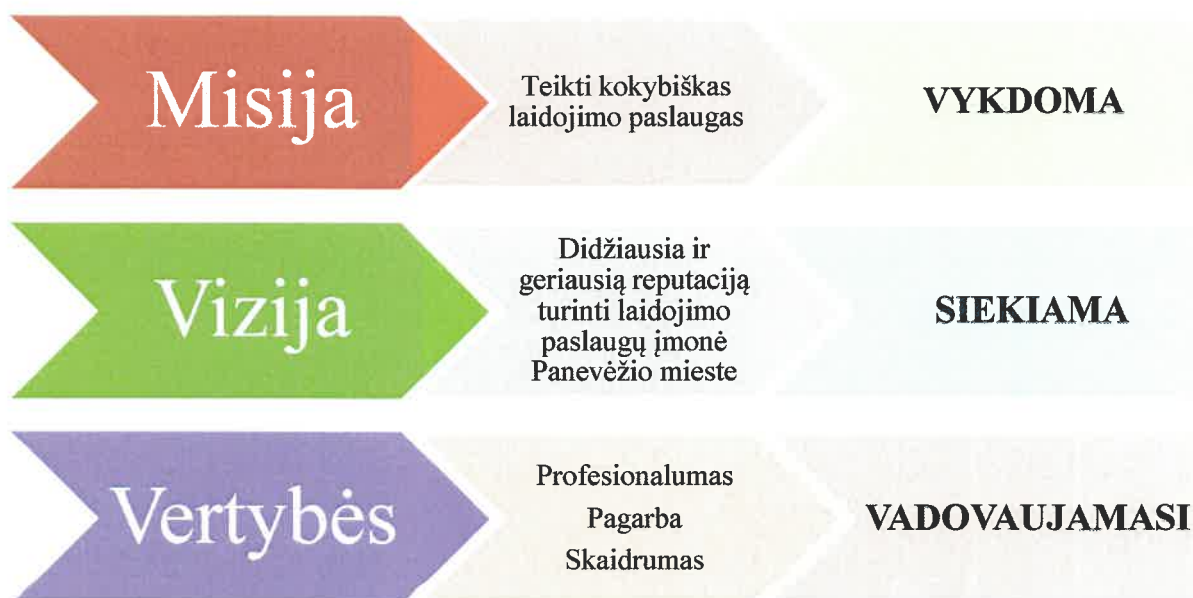 Misija
Teikti kokybiškas
laidojimo paslaugas
VYKDOMA
Vizija
Didžiausia ir
geriausią reputaciją
turinti laidojimo
paslaugų įmonė
Panevėžio mieste
SIEKIAMA
Vertybės
Profesionalumas
Pagarba
Skaidrumas
VADOVAUJAMASI